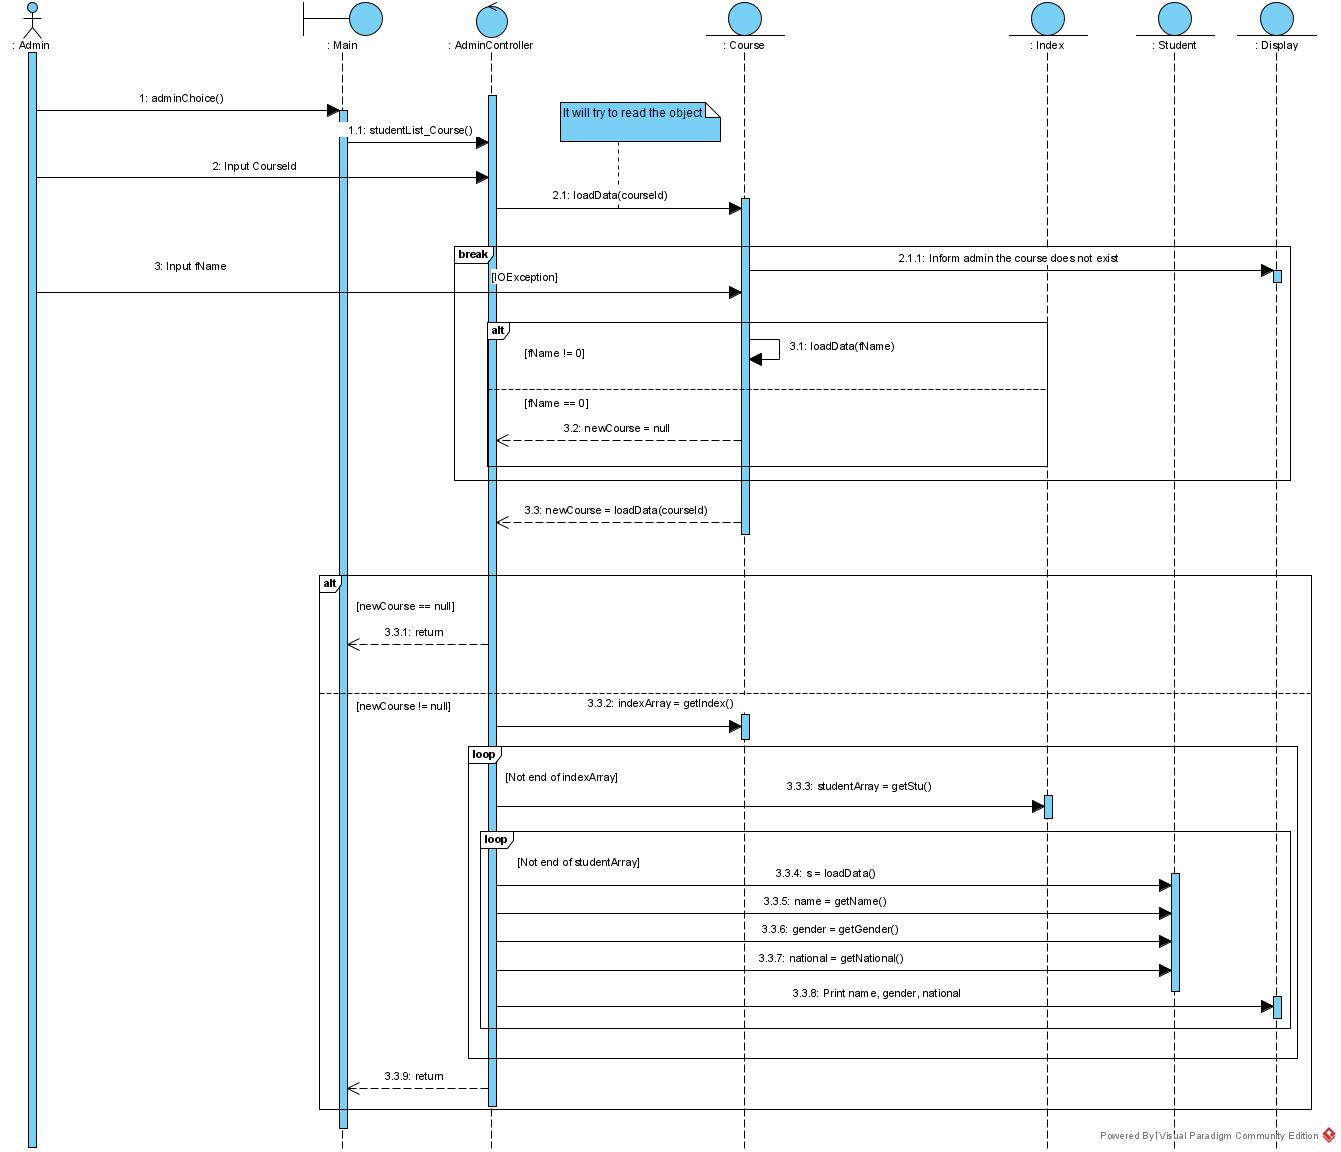 : Admin
: Main
: AdminController
: Course
: Index
: Student
: Display
1: adminChoice()
It will try to read the object
1.1: studentList_Course()
2: Input CourseId
2.1: loadData(courseId)
break
2.1.1: Inform admin the course does not exist
3: Input fName
[IOException]
alt
3.1: loadData(fName)
[fName != 0]
[fName == 0]
3.2: newCourse = null
3.3: newCourse = loadData(courseId)
alt
[newCourse == null]
3.3.1: return
3.3.2: indexArray = getIndex()
[newCourse != null]
loop
[Not end of indexArray]
3.3.3: studentArray = getStu()
loop
[Not end of studentArray]
3.3.4: s = loadData()
3.3.5: name = getName()
3.3.6: gender = getGender()
3.3.7: national = getNational()
3.3.8: Print name, gender, national
3.3.9: return
Powered By Visual Paradigm Community Edition